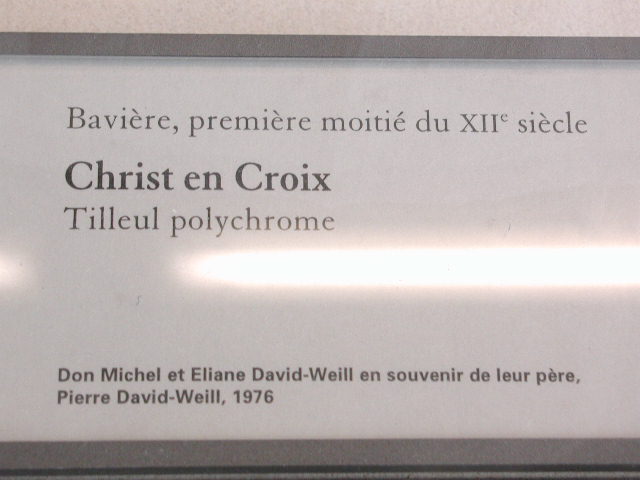 Bavière, première moitié du XIIe siècle
Christ en Croix
Tilleul polychrome
Don Michel et Eliane David-Weill en souvenir de leur père,
Pierre David-Weill, 1976